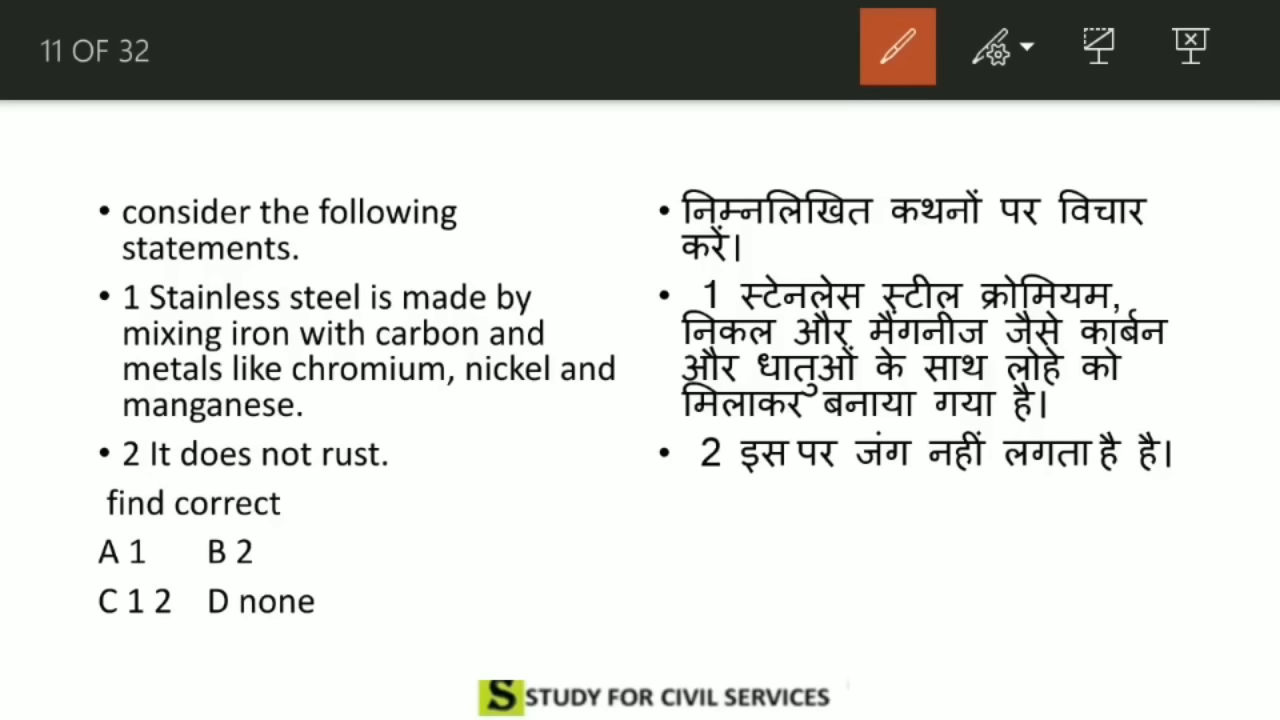 11 OF 32
• consider the following
statements.
• 1 Stainless steel is made by
mixing iron with carbon and
metals like chromium, nickel and
manganese.
• 2 It does not rust.
find correct
A 1 B 2
C 1 2 D none
• निम्नलिखित कथनों पर विचार
करें।
• 1 स्टेनलेस स्टील क्रोमियम,
निकल और मैंगनीज जैसे कार्बन
और धातुओं के साथ लोहे को
मिलाकर बनाया गया है।
• 2 इस पर जंग नहीं लगता है है।
S STUDY FOR CIVIL SERVICES